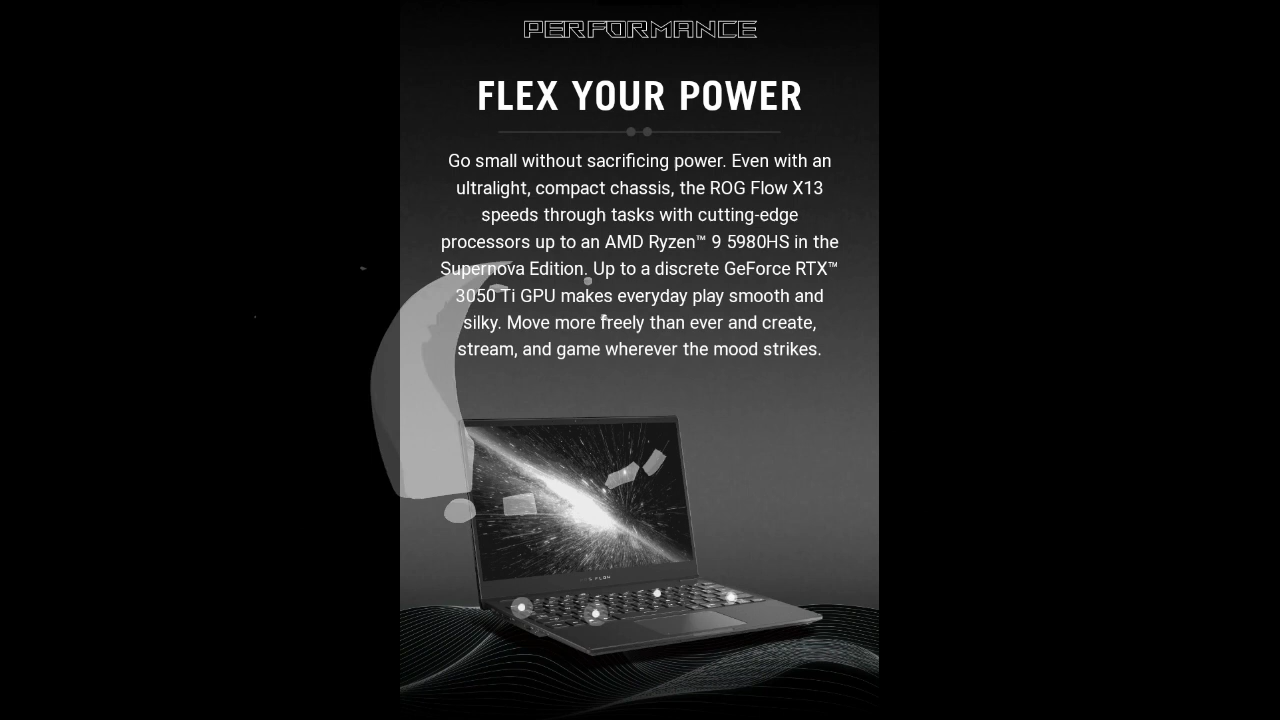 PERFORMANCE
FLEX YOUR POWER
Go small without sacrificing power. Even with an
ultralight, compact chassis, the ROG Flow X13
speeds through tasks with cutting-edge
processors up to an AMD Ryzen™ 9 5980HS in the
Supernova Edition. Up to a discrete GeForce RTX™
3050 Ti GPU makes everyday play smooth and
silky. Move more freely than ever and create,
stream, and game wherever the mood strikes.
FLOW